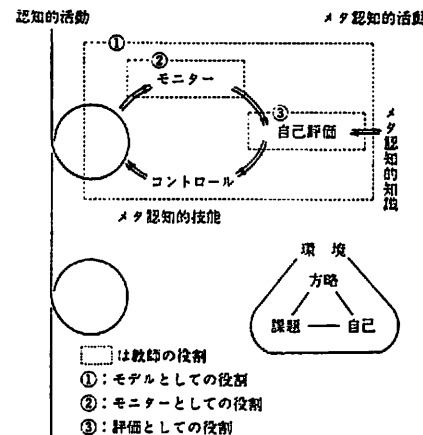 認知的活動
メタ認知的活動
①
②
モニター
③
自己評価
メタ認知的知識
コントロール
メタ認知的技能
環 境
方略
課題
自己
は教師の役割
①:モデルとしての役割
②:モニターとしての役割
③:評価としての役割